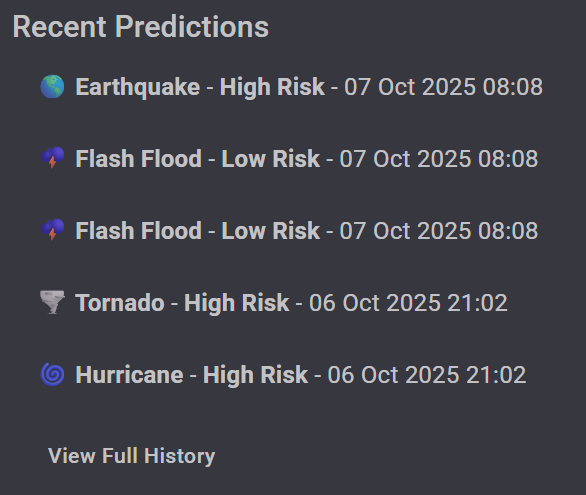 Recent Predictions
Earthquake - High Risk - 07 Oct 2025 08:08
Flash Flood - Low Risk - 07 Oct 2025 08:08
Flash Flood - Low Risk - 07 Oct 2025 08:08
Tornado - High Risk - 06 Oct 2025 21:02
Hurricane - High Risk - 06 Oct 2025 21:02
View Full History